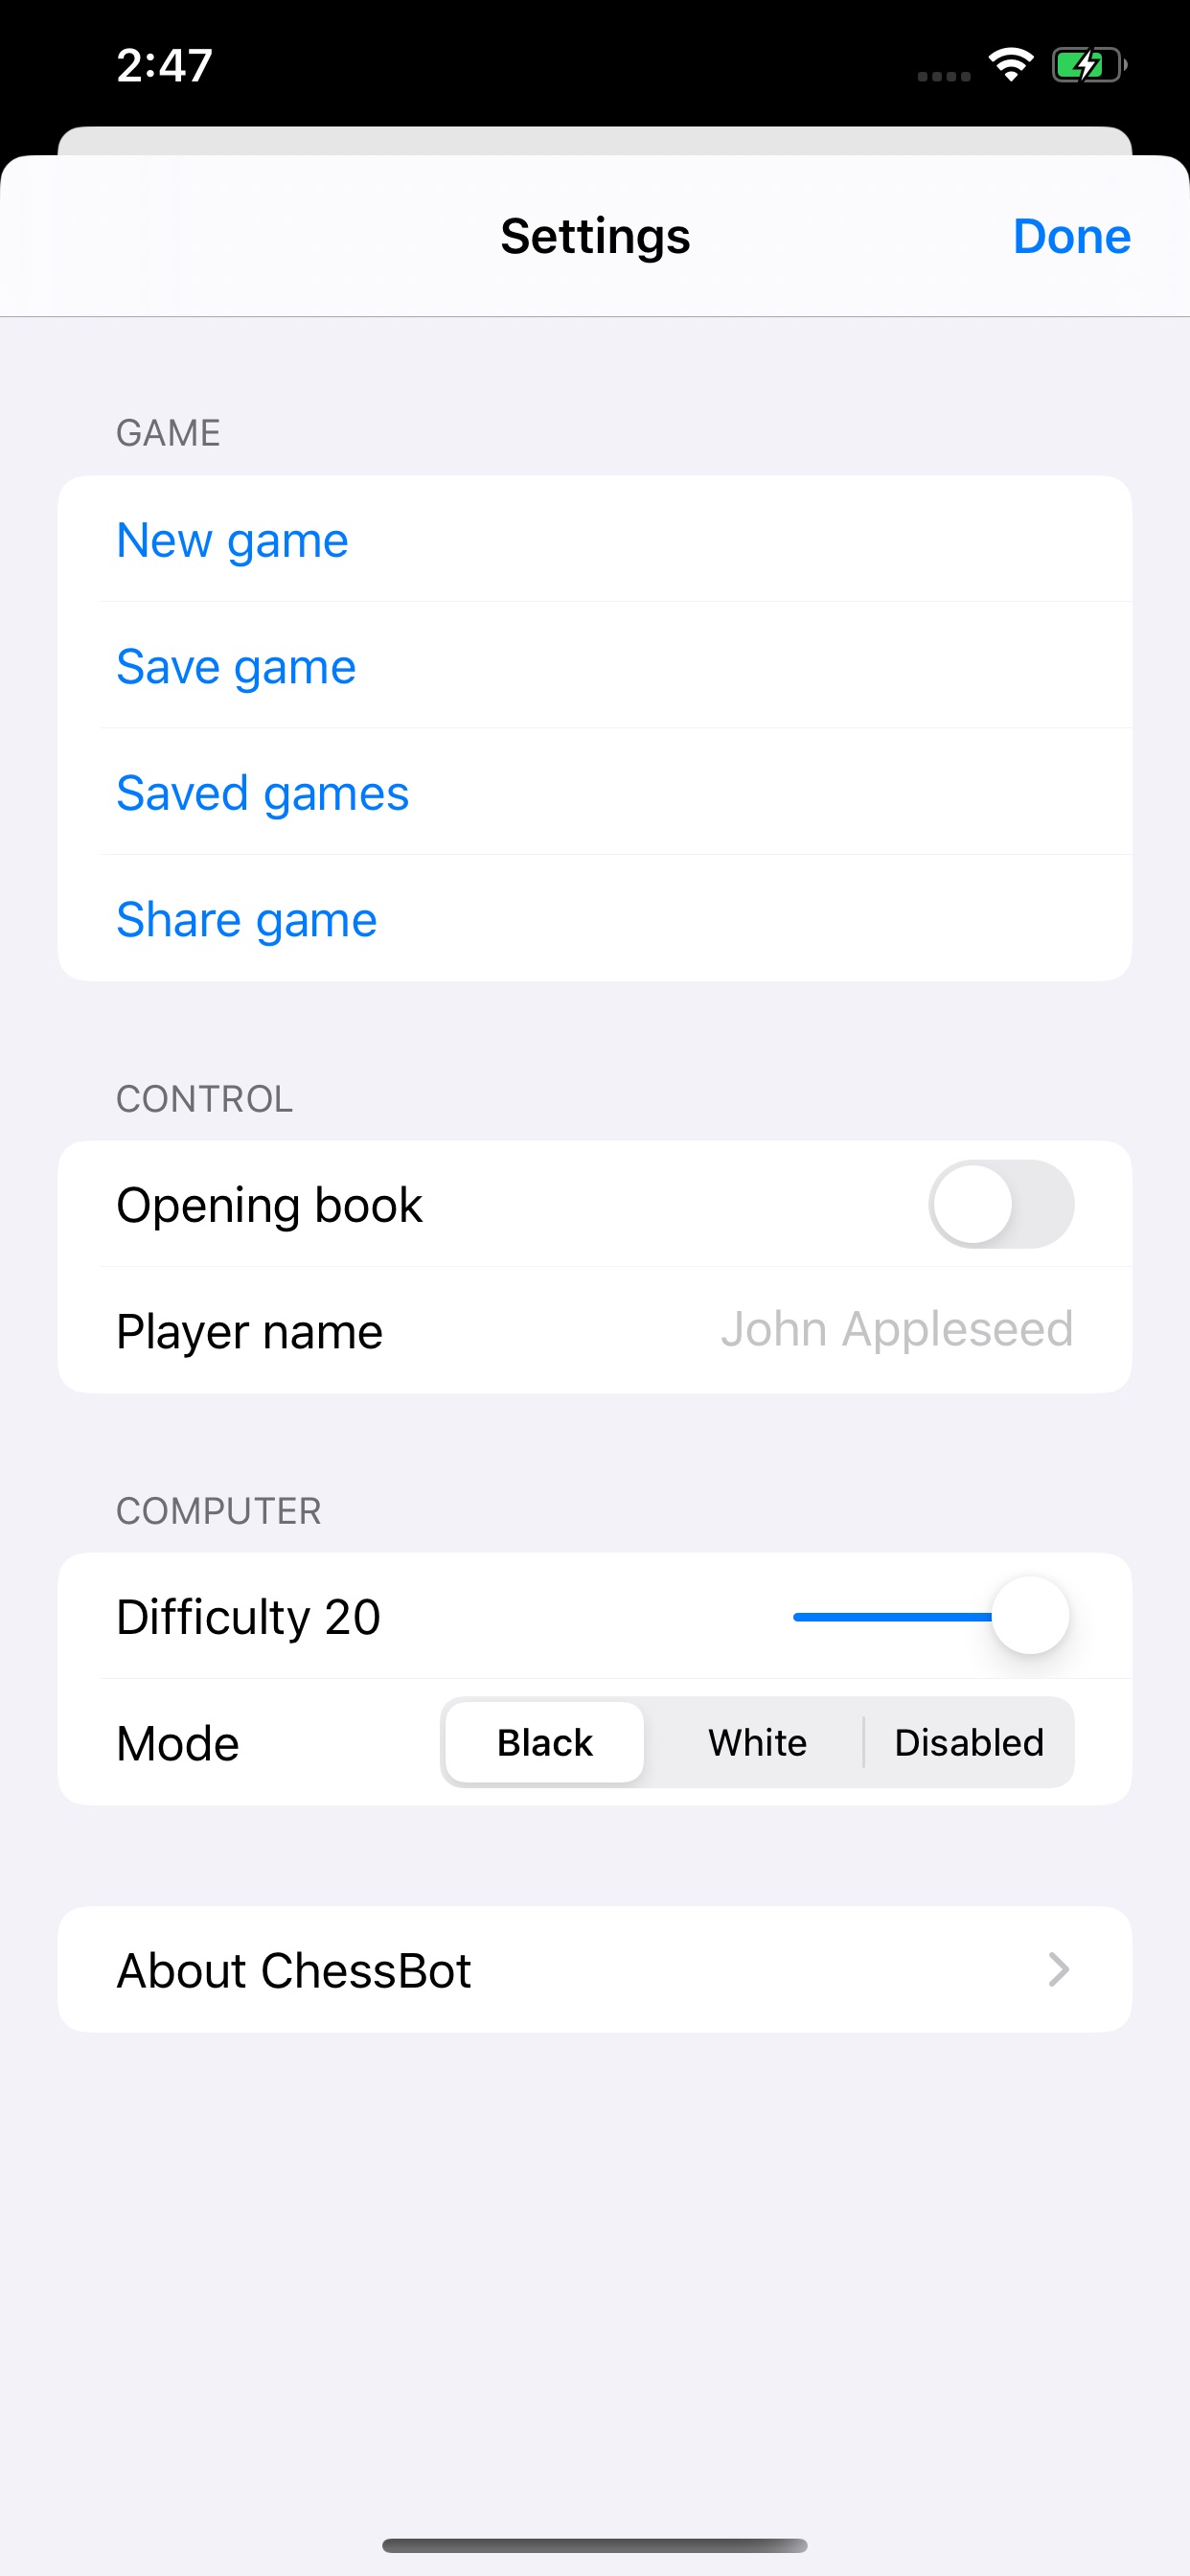 2:47
Settings
Done
GAME
New game
Save game
Saved games
Share game
CONTROL
Opening book
Player name John Appleseed
COMPUTER
Difficulty 20
Mode Black White Disabled
About ChessBot